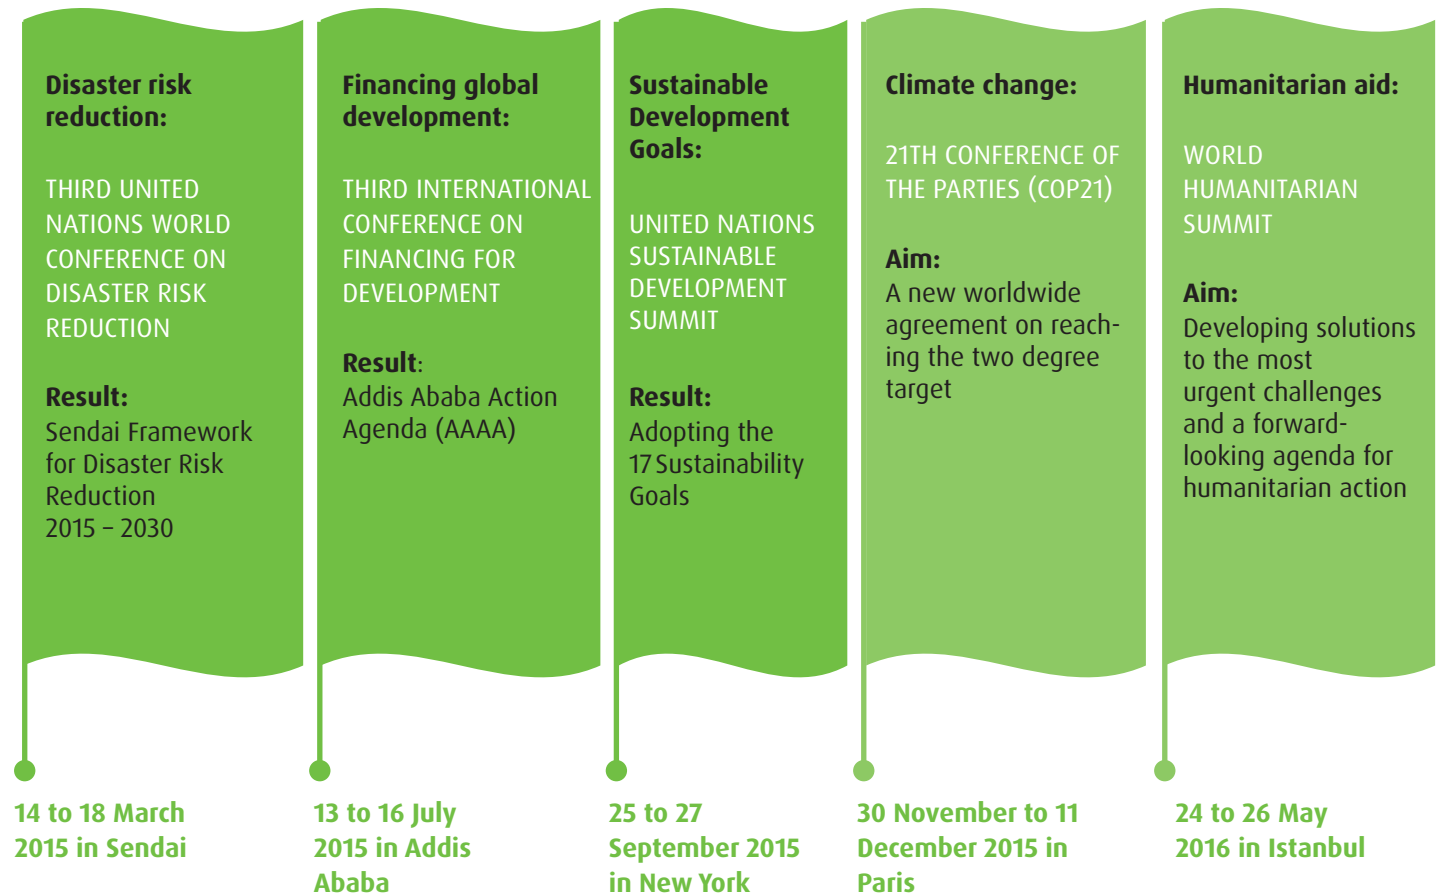 Disaster risk
reduction:
THIRD UNITED
NATIONS WORLD
CONFERENCE ON
DISASTER RISK
REDUCTION
Result:
Sendai Framework
for Disaster Risk
Reduction
2015 – 2030
14 to 18 March
2015 in Sendai
Financing global
development:
THIRD INTERNATIONAL
CONFERENCE ON
FINANCING FOR
DEVELOPMENT
Result:
Addis Ababa Action
Agenda (AAAA)
13 to 16 July
2015 in Addis
Ababa
Sustainable
Development
Goals:
UNITED NATIONS
SUSTAINABLE
DEVELOPMENT
SUMMIT
Result:
Adopting the
17 Sustainability
Goals
25 to 27
September 2015
in New York
Climate change:
21TH CONFERENCE OF
THE PARTIES (COP21)
Aim:
A new worldwide
agreement on reach-
ing the two degree
target
30 November to 11
December 2015 in
Paris
Humanitarian aid:
WORLD
HUMANITARIAN
SUMMIT
Aim:
Developing solutions
to the most
urgent challenges
and a forward-
looking agenda for
humanitarian action
24 to 26 May
2016 in Istanbul